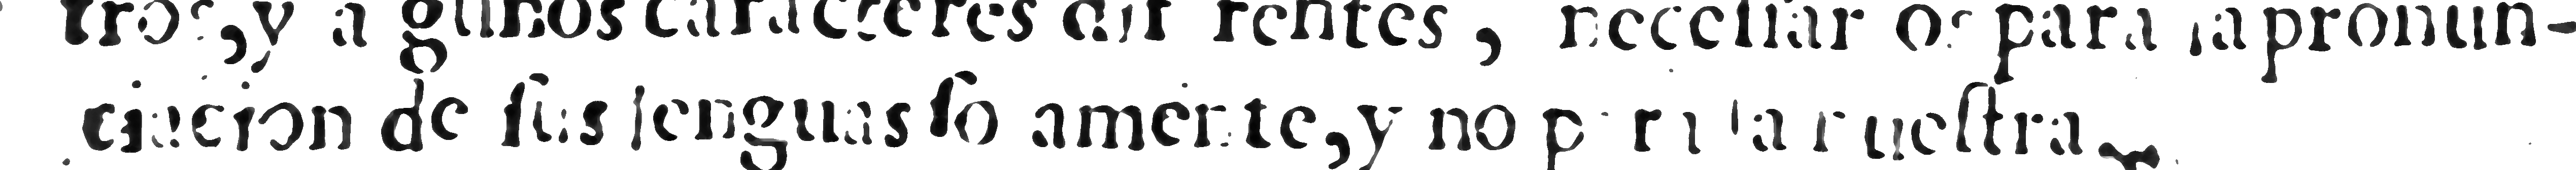 tros, y algunos caracteres diferentes, necessarios para la pronun-
ciacion de ſus lenguas ſolamente, y no para la nueſtra